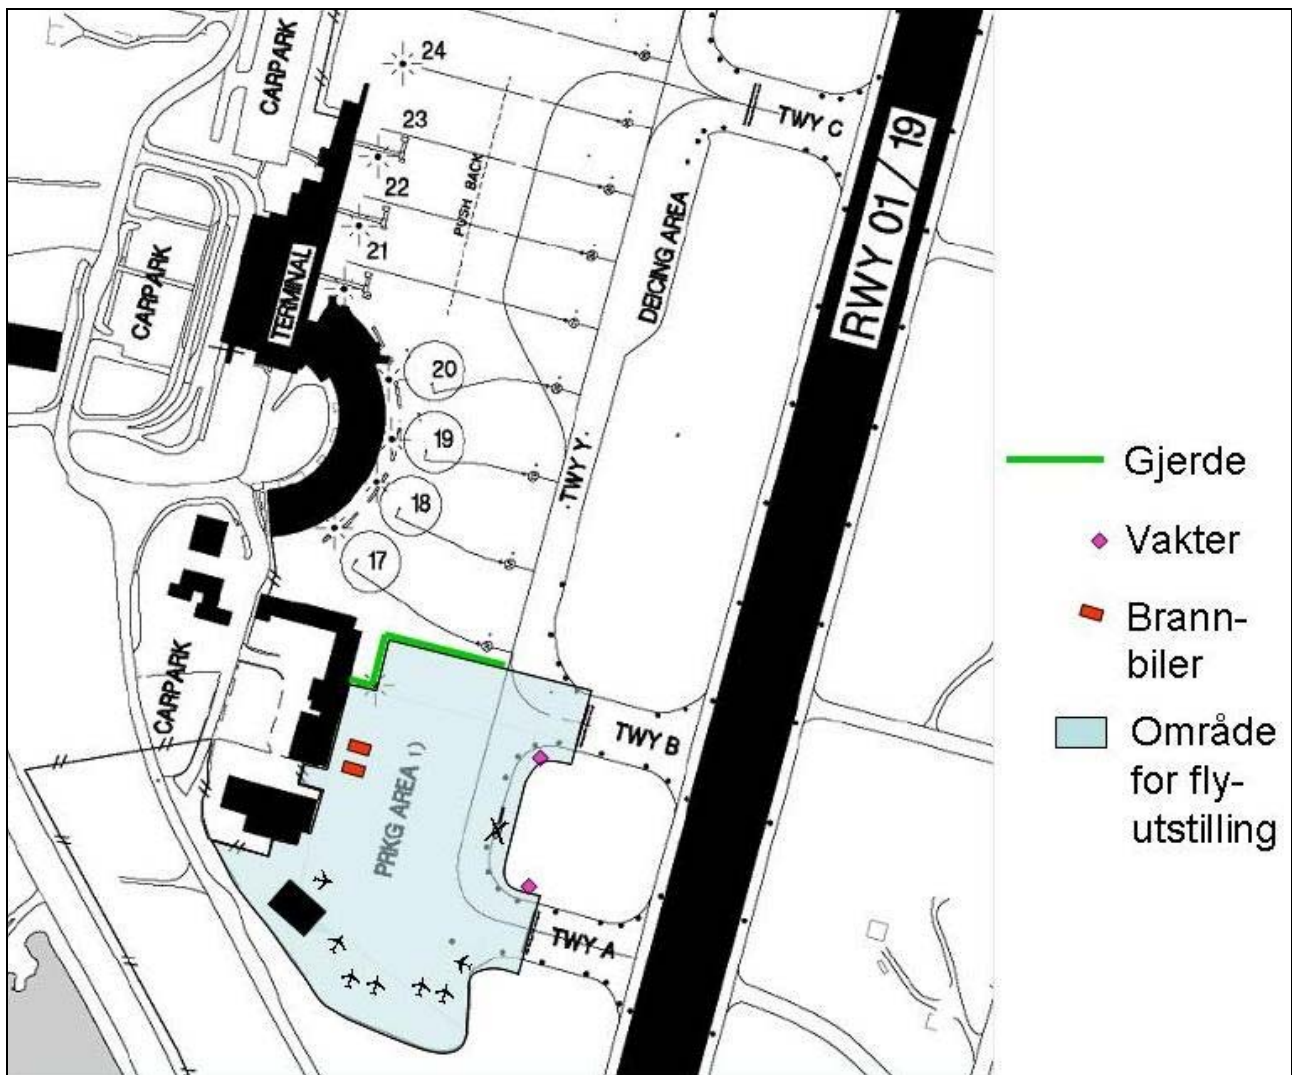 24
CARPARK
23
TWY C
22
PUSH BACK
RWY 01/19
21
DEICING AREA
CARPARK
TERMINAL
20
19
TWY Y
18
17
CARPARK
TWY B
PRKG AREA 1)
TWY A
Gjerde
Vakter
Brann-
biler
Område
for fly-
utstilling